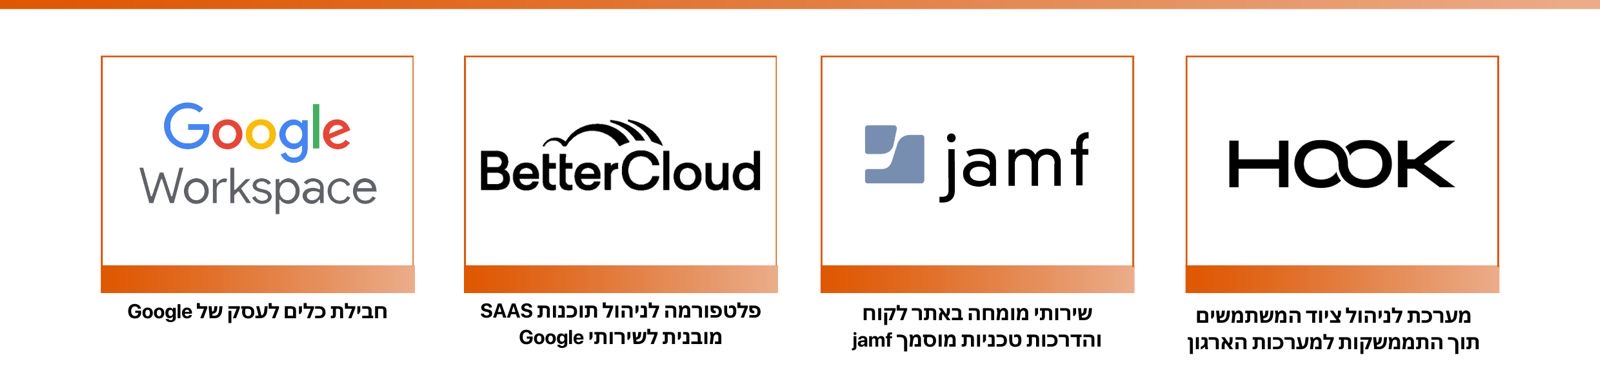 HOOK
מערכת לניהול ציוד המשתמשים
תוך התממשקות למערכות הארגון
jamf
שירותי מומחה באתר לקוח
והדרכות טכניות מוסמך jamf
BetterCloud
פלטפורמה לניהול תוכנות SAAS
מובנית לשירותי Google
Google
Workspace
חבילת כלים לעסק של Google